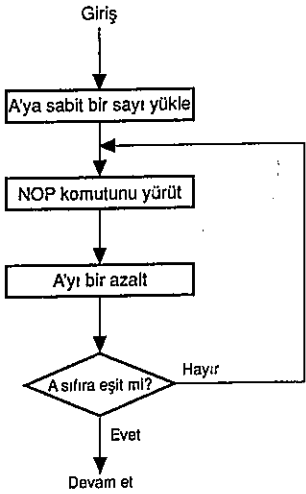 Giriş
A'ya sabit bir sayı yükle
NOP komutunu yürüt
A'yı bir azalt
A sıfıra eşit mi?
Hayır
Evet
Devam et